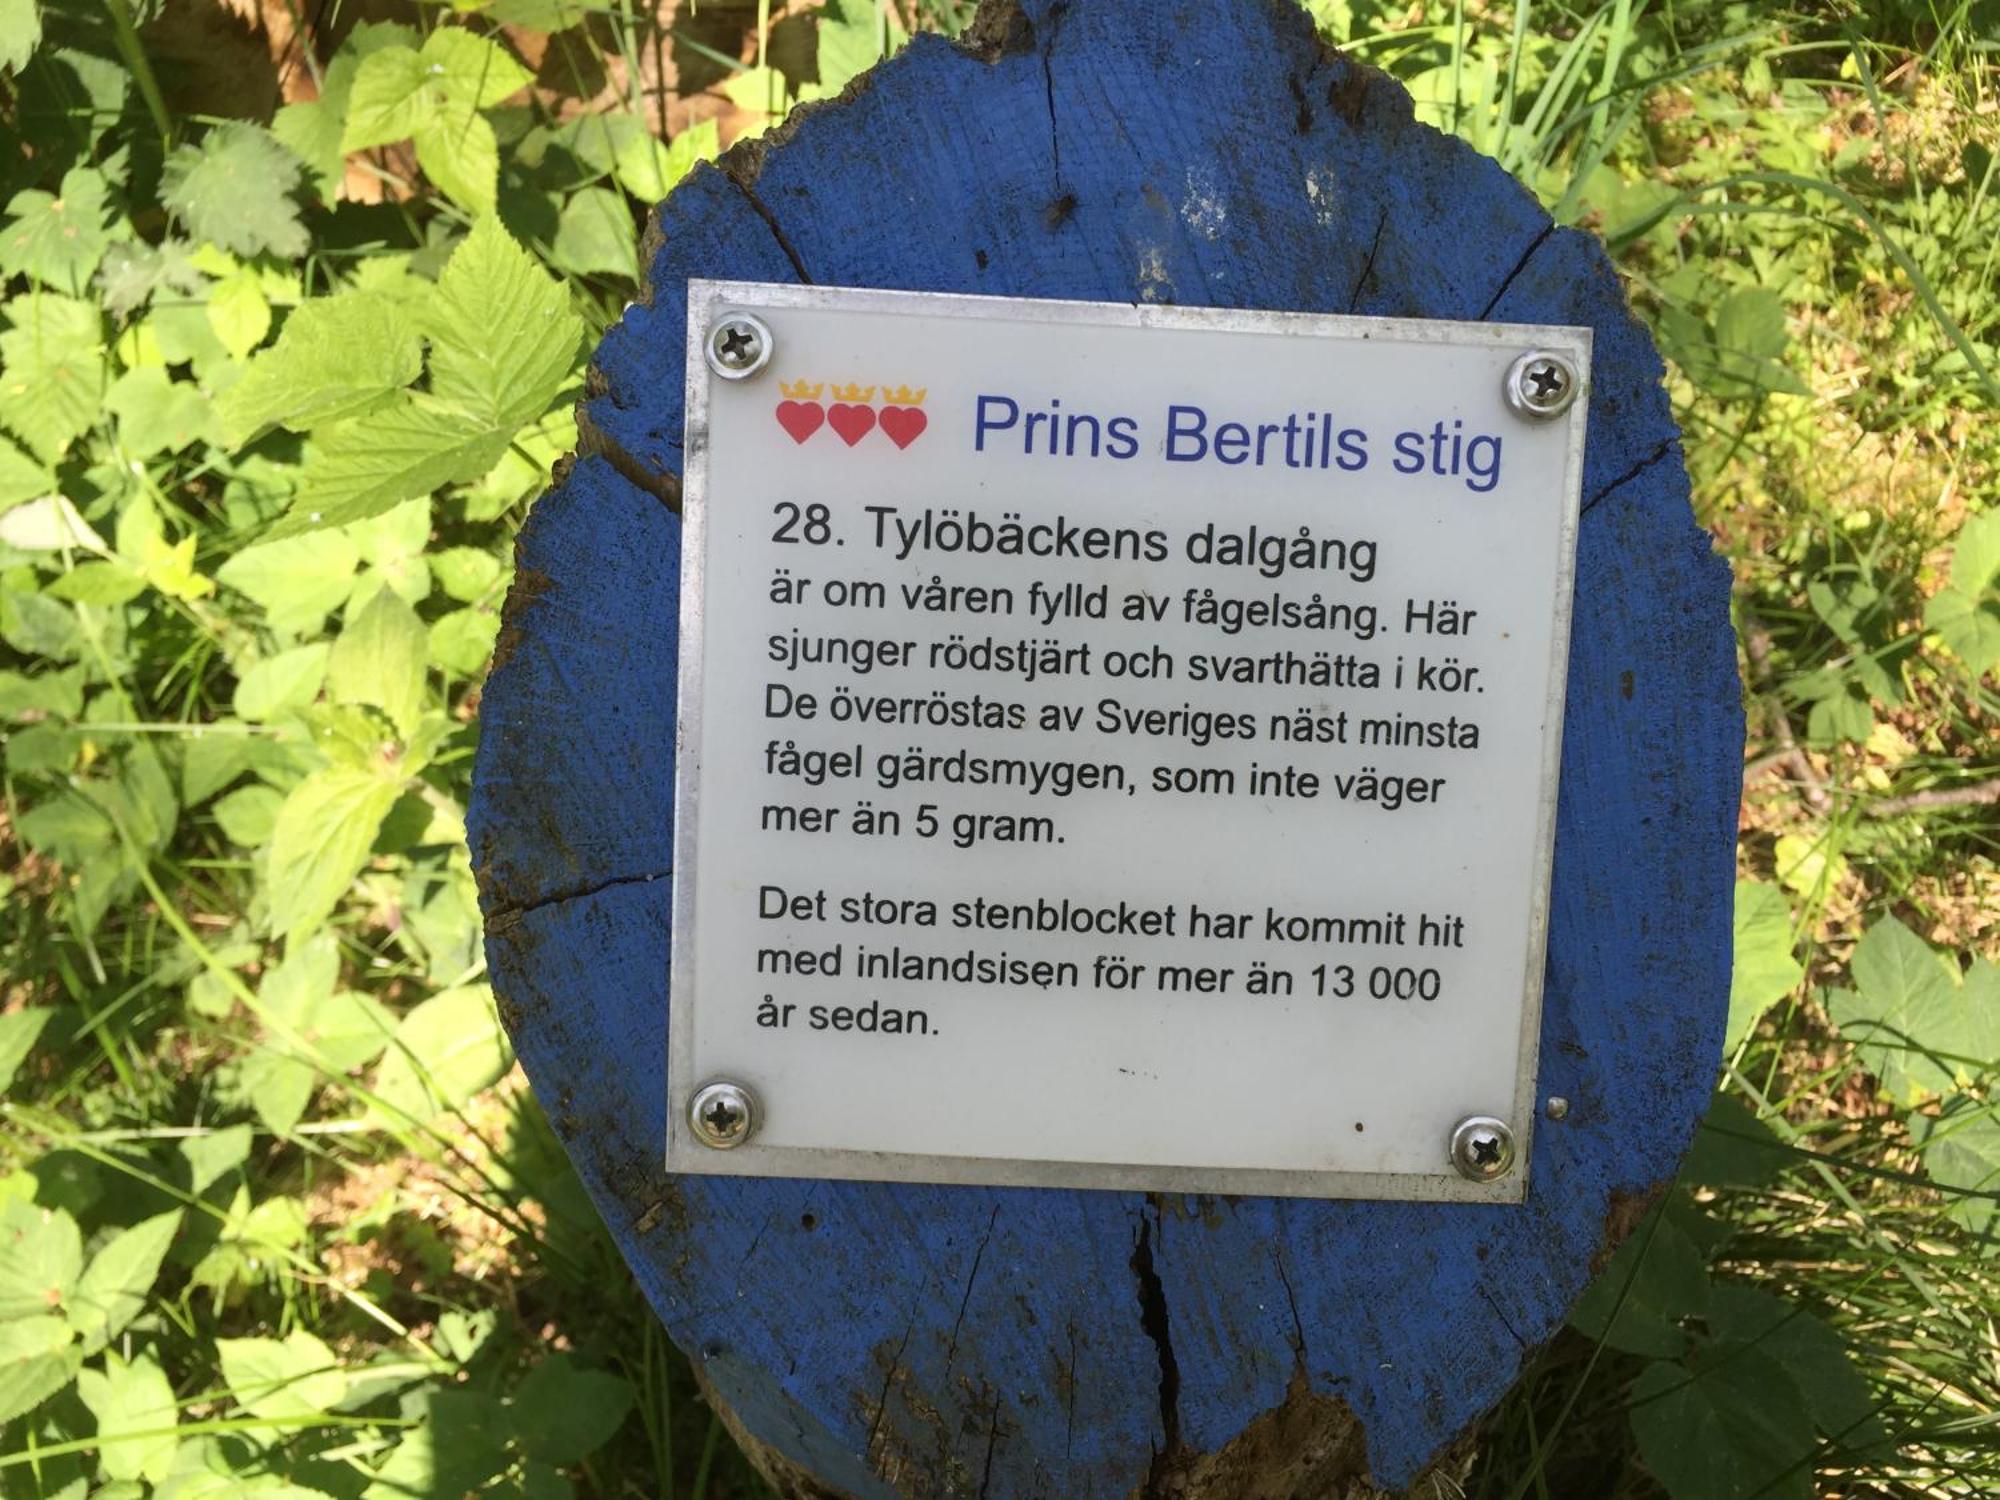 Prins Bertils stig
28. Tylöbäckens dalgång
är om våren fylld av fågelsång. Här
sjunger rödstjärt och svarthätta i kör.
De överröstas av Sveriges näst minsta
fågel gärdsmygen, som inte väger
mer än 5 gram.
Det stora stenblocket har kommit hit
med inlandsisen för mer än 13 000
år sedan.